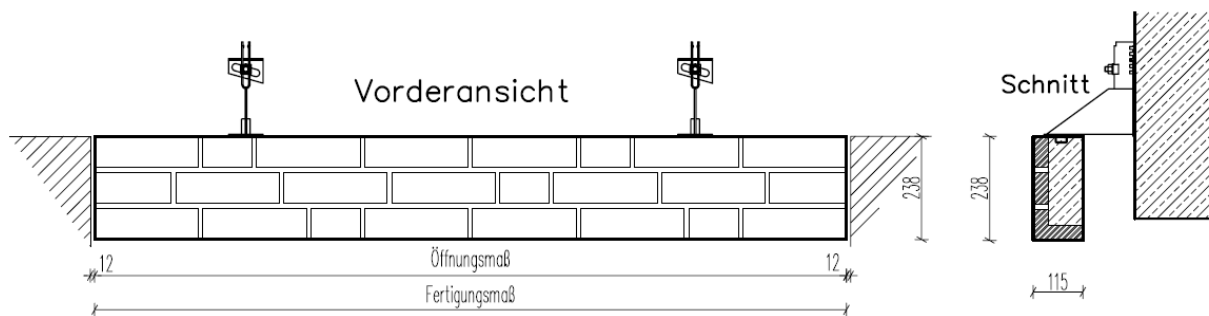 Vorderansicht
Schnitt
238
238
12
Öffnungsmaß
12
Fertigungsmaß
115